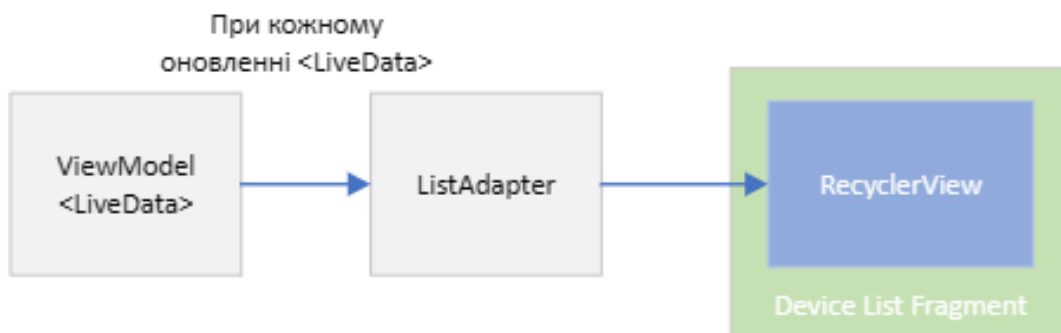 При кожному
оновленні <LiveData>
ViewModel
<LiveData>
ListAdapter
RecyclerView
Device List Fragment